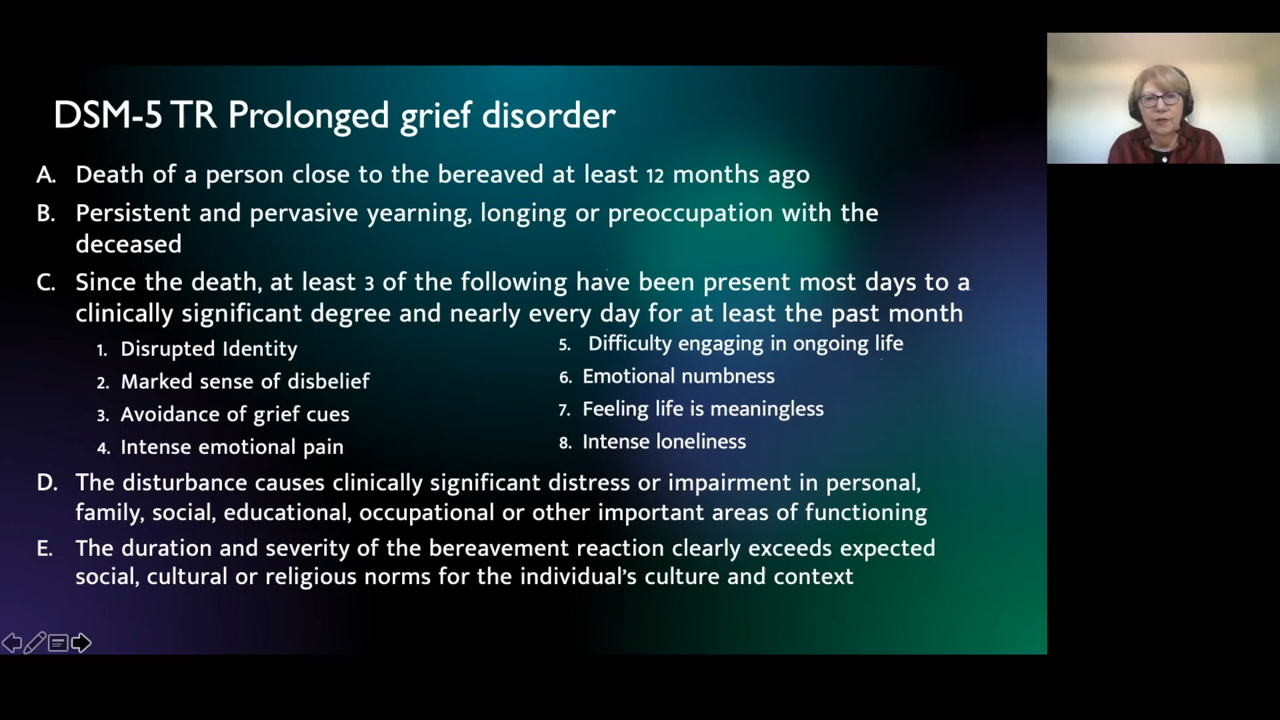 DSM-5 TR Prolonged grief disorder
A. Death of a person close to the bereaved at least 12 months ago
B. Persistent and pervasive yearning, longing or preoccupation with the
deceased
C. Since the death, at least 3 of the following have been present most days to a
clinically significant degree and nearly every day for at least the past month
1. Disrupted Identity
2. Marked sense of disbelief
3. Avoidance of grief cues
4. Intense emotional pain
5. Difficulty engaging in ongoing life
6. Emotional numbness
7. Feeling life is meaningless
8. Intense loneliness
D. The disturbance causes clinically significant distress or impairment in personal,
family, social, educational, occupational or other important areas of functioning
E. The duration and severity of the bereavement reaction clearly exceeds expected
social, cultural or religious norms for the individual's culture and context